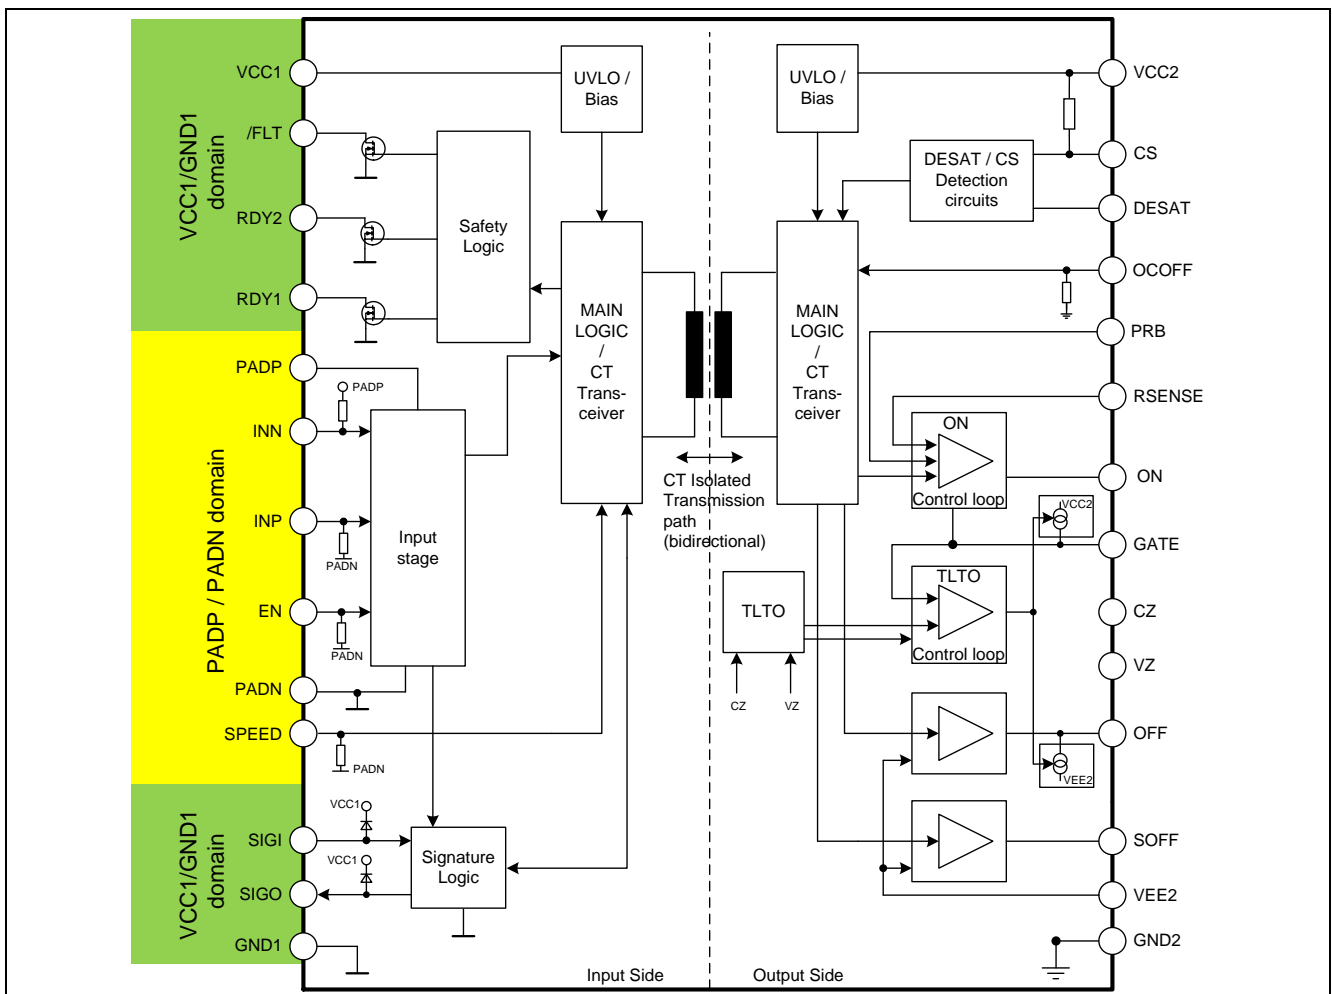 VCC1/GND1
domain
PADP / PADN domain
VCC1/GND1
domain
VCC1
/FLT
RDY2
RDY1
PADP
INN
INP
EN
PADN
SPEED
SIGI
SIGO
GND1
PADP
PADN
PADN
PADN
VCC1
VCC1
UVLO /
Bias
Safety
Logic
MAIN
LOGIC
/
CT
Trans-
ceiver
Input
stage
Signature
Logic
Input Side
CT Isolated
Transmission
path
(bidirectional)
UVLO /
Bias
DESAT / CS
Detection
circuits
MAIN
LOGIC
/
CT
Trans-
ceiver
ON
Control loop
VCC2
TLTO
CZ
VZ
TLTO
Control loop
VEE2
Output Side
VCC2
CS
DESAT
OCOFF
PRB
RSENSE
ON
GATE
CZ
VZ
OFF
SOFF
VEE2
GND2